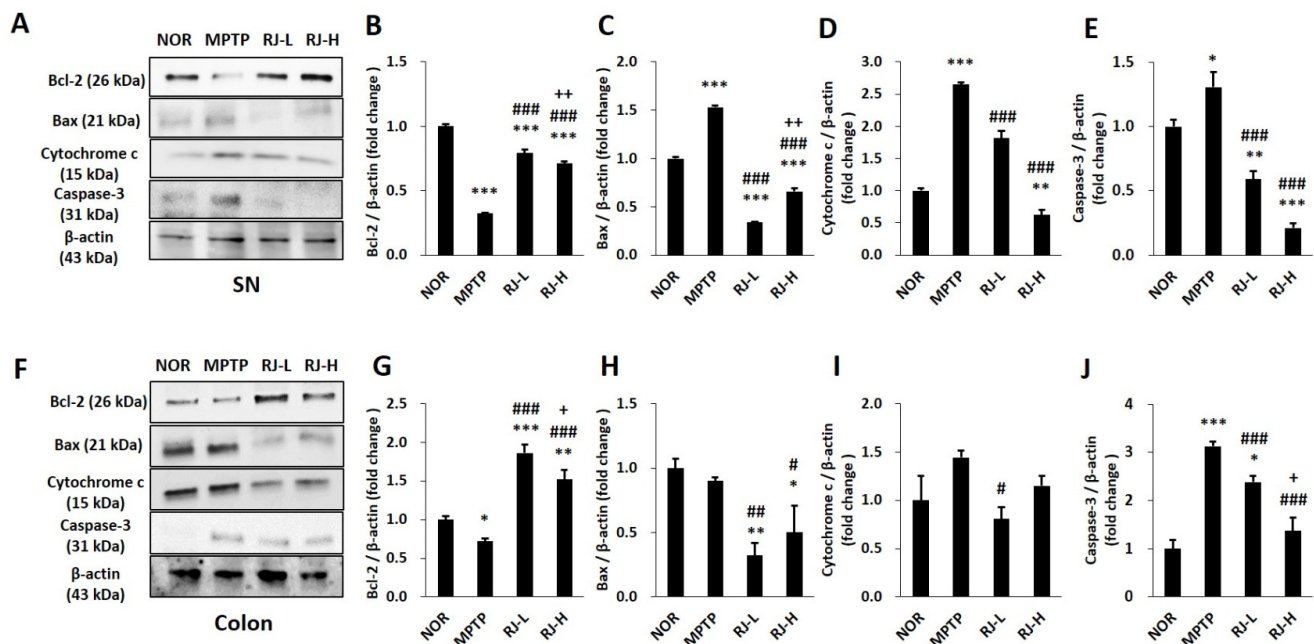 A
NOR MPTP RJ-L RJ-H
Bcl-2 (26 kDa)
Bax (21 kDa)
Cytochrome c
(15 kDa)
Caspase-3
(31 kDa)
β-actin
(43 kDa)
SN
B
Bcl-2 / β-actin (fold change )
1.5
1.0
0.5
0.0
***
###
***
++
###
***
NOR MPTP RJ-L RJ-H
C
Bax / β-actin (fold change )
2.0
1.5
1.0
0.5
0.0
***
###
***
++
###
***
NOR MPTP RJ-L RJ-H
D
Cytochrome c / β-actin
(fold change )
3.0
2.5
2.0
1.5
1.0
0.5
0.0
***
###
###
**
NOR MPTP RJ-L RJ-H
E
Caspase-3 / β-actin
(fold change )
1.5
1.0
0.5
0.0
*
###
**
###
***
NOR MPTP RJ-L RJ-H
F
NOR MPTP RJ-L RJ-H
Bcl-2 (26 kDa)
Bax (21 kDa)
Cytochrome c
(15 kDa)
Caspase-3
(31 kDa)
β-actin
(43 kDa)
Colon
G
Bcl-2 / β-actin (fold change )
2.5
2.0
1.5
1.0
0.5
0.0
*
###
***
+
###
**
NOR MPTP RJ-L RJ-H
H
Bax / β-actin (fold change )
1.5
1.0
0.5
0.0
##
**
#
*
NOR MPTP RJ-L RJ-H
I
Cytochrome c / β-actin
(fold change )
2.0
1.5
1.0
0.5
0.0
#
NOR MPTP RJ-L RJ-H
J
Caspase-3 / β-actin
(fold change )
4
3
2
1
0
***
###
*
+
###
NOR MPTP RJ-L RJ-H